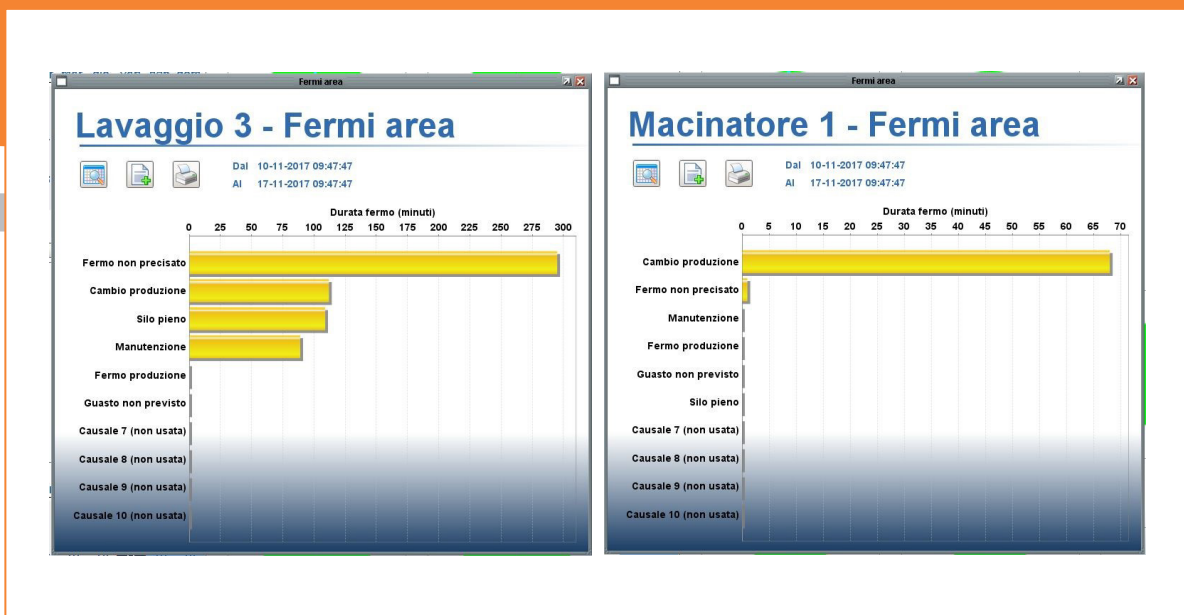 Fermi area
Lavaggio 3 - Fermi area
Dal 10-11-2017 09:47:47
Al 17-11-2017 09:47:47
Durata fermo (minuti)
0 25 50 75 100 125 150 175 200 225 250 275 300
Fermo non precisato
Cambio produzione
Silo pieno
Manutenzione
Fermo produzione
Guasto non previsto
Causale 7 (non usata)
Causale 8 (non usata)
Causale 9 (non usata)
Causale 10 (non usata)
Fermi area
Macinatore 1 - Fermi area
Dal 10-11-2017 09:47:47
Al 17-11-2017 09:47:47
Durata fermo (minuti)
0 5 10 15 20 25 30 35 40 45 50 55 60 65 70
Cambio produzione
Fermo non precisato
Manutenzione
Fermo produzione
Guasto non previsto
Silo pieno
Causale 7 (non usata)
Causale 8 (non usata)
Causale 9 (non usata)
Causale 10 (non usata)